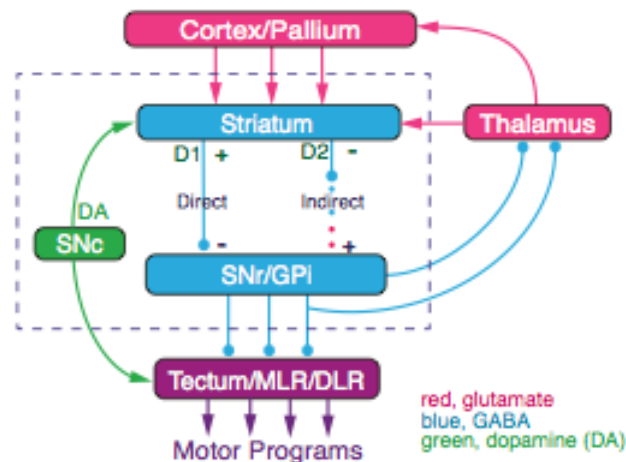 Cortex/Pallium
Striatum
Thalamus
D1 + D2 -
Direct Indirect
DA
SNc
- +
SNr/GPi
Tectum/MLR/DLR
Motor Programs
red, glutamate
blue, GABA
green, dopamine (DA)